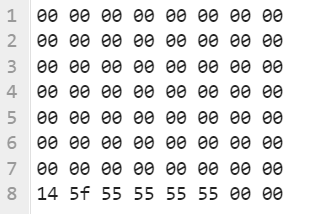 1 00 00 00 00 00 00 00 00
2 00 00 00 00 00 00 00 00
3 00 00 00 00 00 00 00 00
4 00 00 00 00 00 00 00 00
5 00 00 00 00 00 00 00 00
6 00 00 00 00 00 00 00 00
7 00 00 00 00 00 00 00 00
8 14 5f 55 55 55 55 00 00